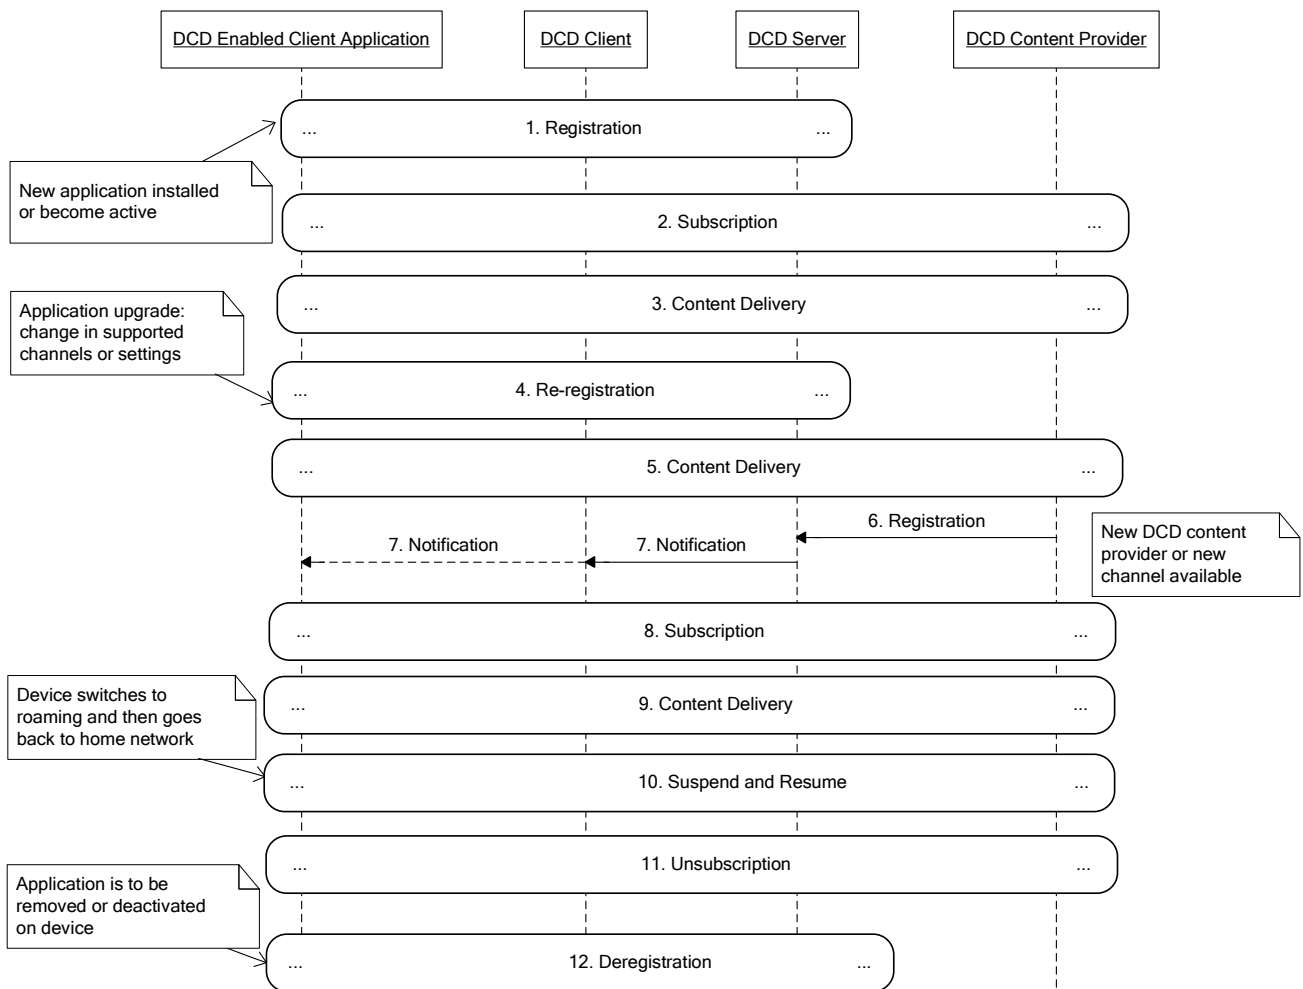 DCD Enabled Client Application
DCD Client
DCD Server
DCD Content Provider
... 1. Registration ...
New application installed
or become active
... 2. Subscription ...
... 3. Content Delivery ...
Application upgrade:
change in supported
channels or settings
... 4. Re-registration ...
... 5. Content Delivery ...
6. Registration
New DCD content
provider or new
channel available
7. Notification
7. Notification
... 8. Subscription ...
Device switches to
roaming and then goes
back to home network
... 9. Content Delivery ...
... 10. Suspend and Resume ...
... 11. Unsubscription ...
Application is to be
removed or deactivated
on device
... 12. Deregistration ...